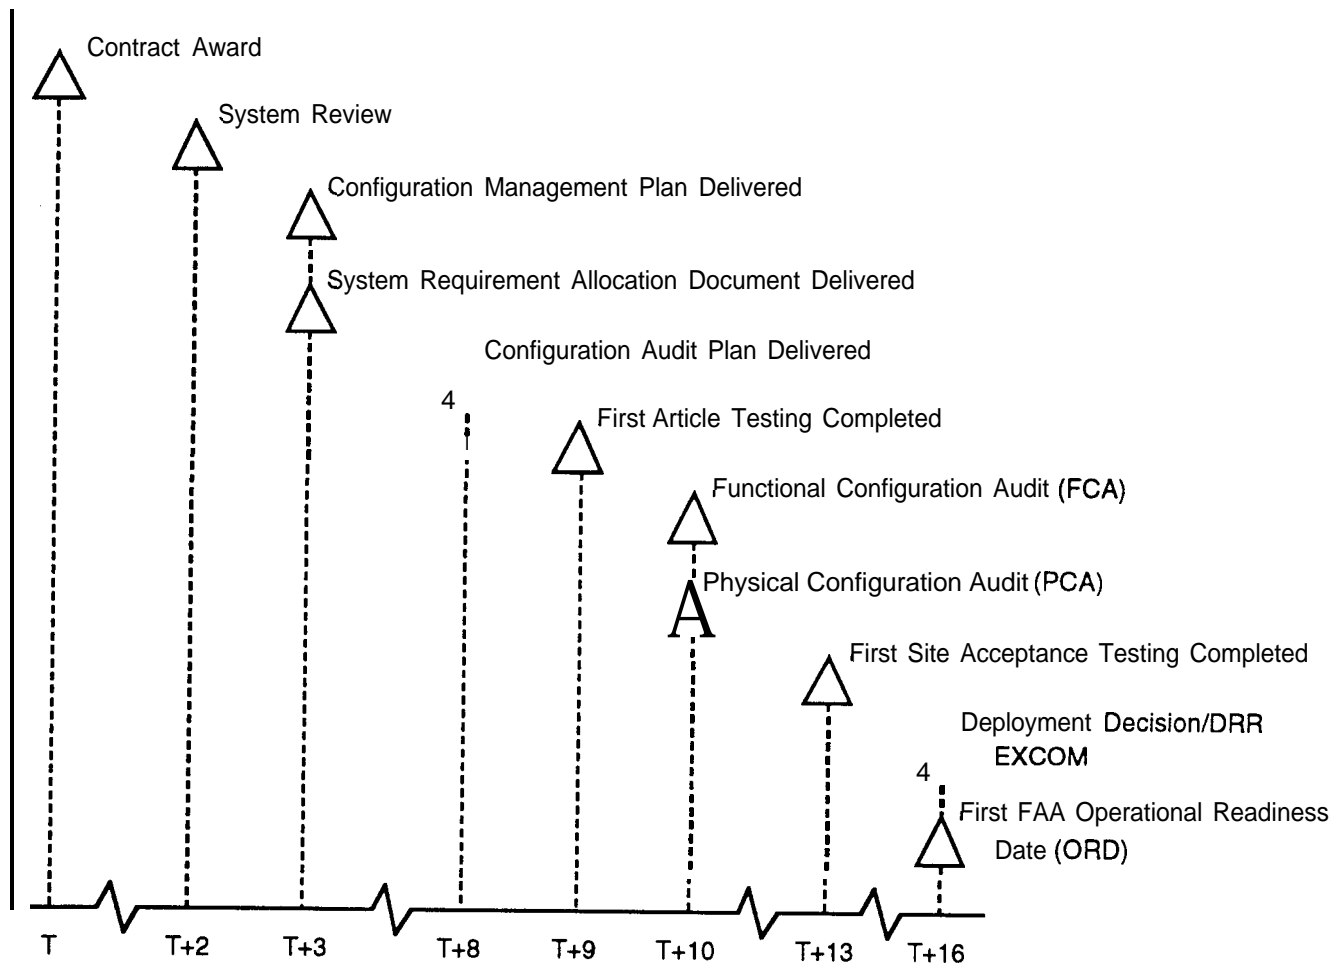 Contract Award
System Review
Configuration Management Plan Delivered
System Requirement Allocation Document Delivered
Configuration Audit Plan Delivered
4
First Article Testing Completed
Functional Configuration Audit (FCA)
Physical Configuration Audit (PCA)
A
First Site Acceptance Testing Completed
Deployment Decision/DRR
EXCOM
4
First FAA Operational Readiness
Date (ORD)
T T+2 T+3 T+8 T+9 T+10 T+13 T+16